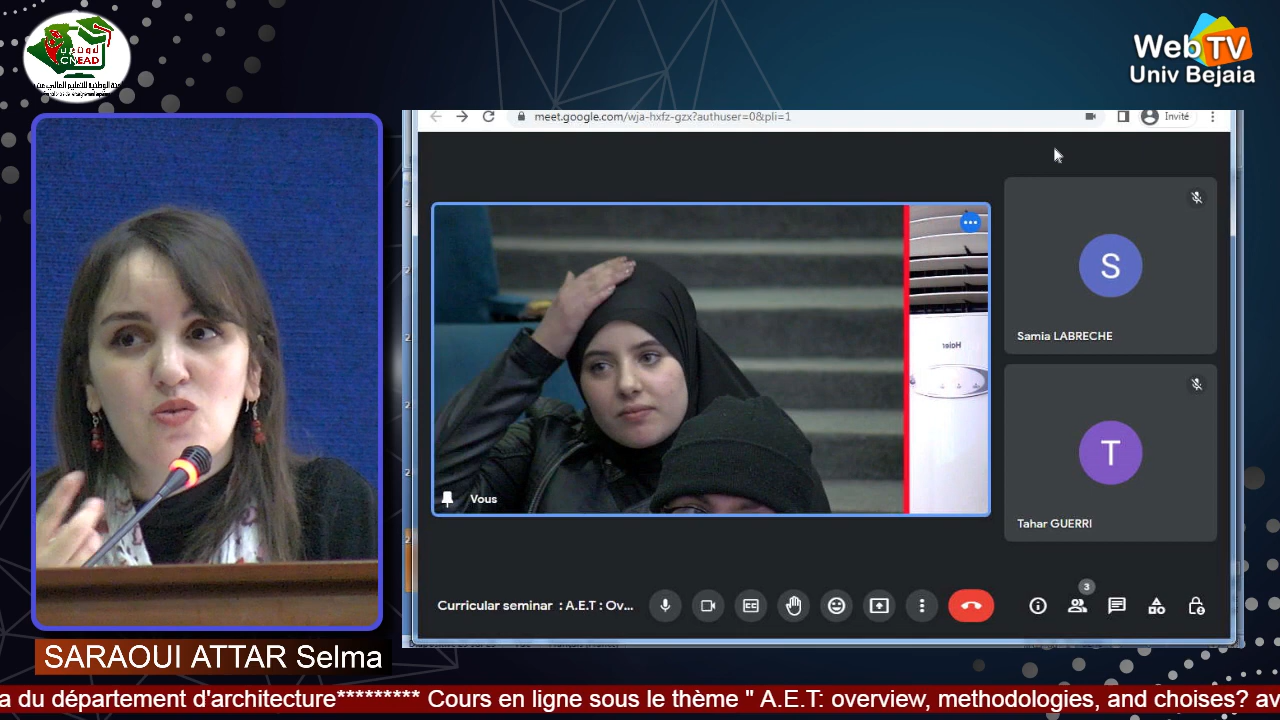 CNEAD
Web TV
Univ Bejaia
meet.google.com/wja-hxfz-gzx?authuser=0&pli=1
Invité
S
Samia LABRECHE
Haier
Vous
T
Tahar GUERRI
Curricular seminar : A.E.T : Ov...
3
SARAOUI ATTAR Selma
a du département d'architecture********* Cours en ligne sous le thème " A.E.T: overview, methodologies, and choises? av